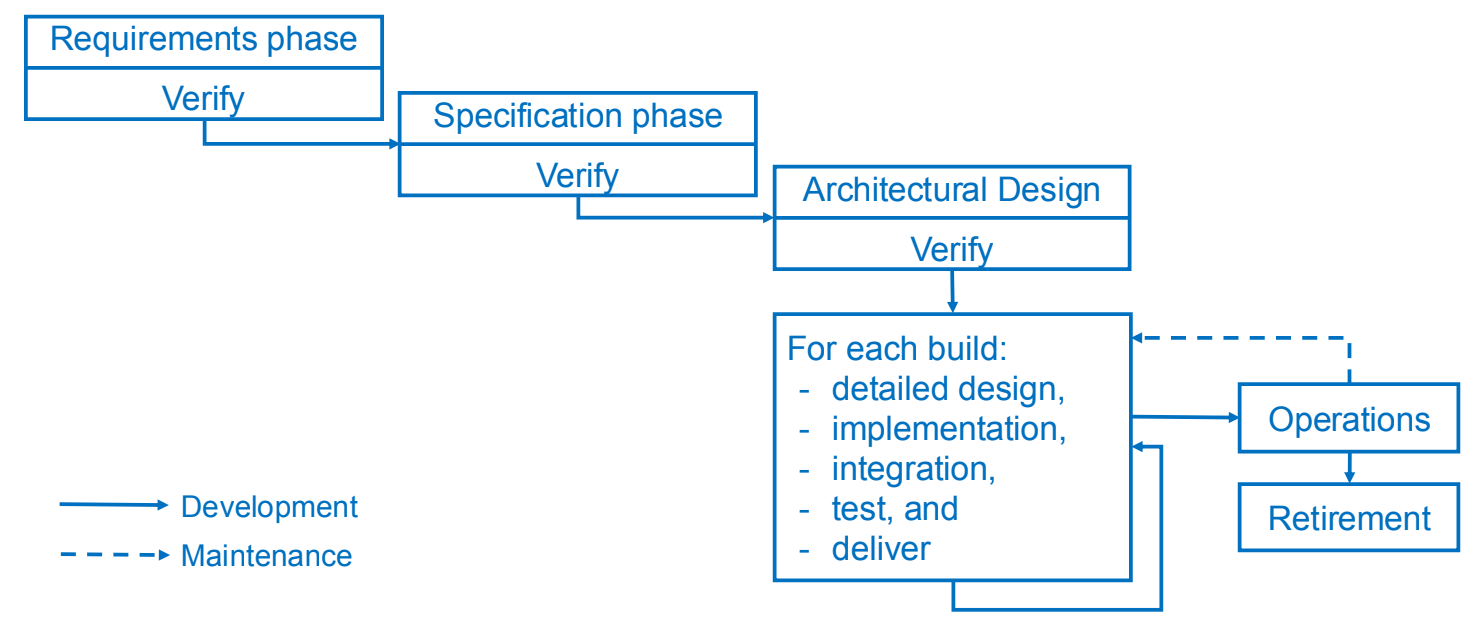 Requirements phase
Verify
Specification phase
Verify
Architectural Design
Verify
For each build:
- detailed design,
- implementation,
- integration,
- test, and
- deliver
Operations
Retirement
Development
Maintenance